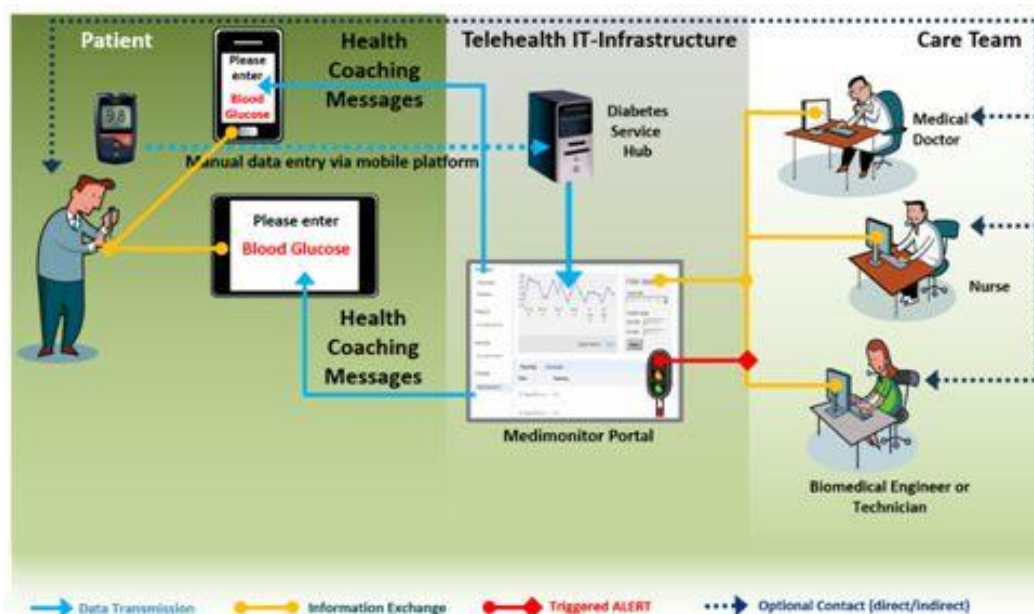 Patient
Health
Coaching
Messages
Telehealth IT-Infrastructure
Care Team
Please
enter
Blood
Glucose
9,8
Diabetes
Service
Hub
Medical
Doctor
Manual data entry via mobile platform
Please enter
Blood Glucose
Nurse
Health
Coaching
Messages
Medimonitor Portal
Biomedical Engineer or
Technician
Data Transmission
Information Exchange
Triggered ALERT
Optional Contact (direct/indirect)